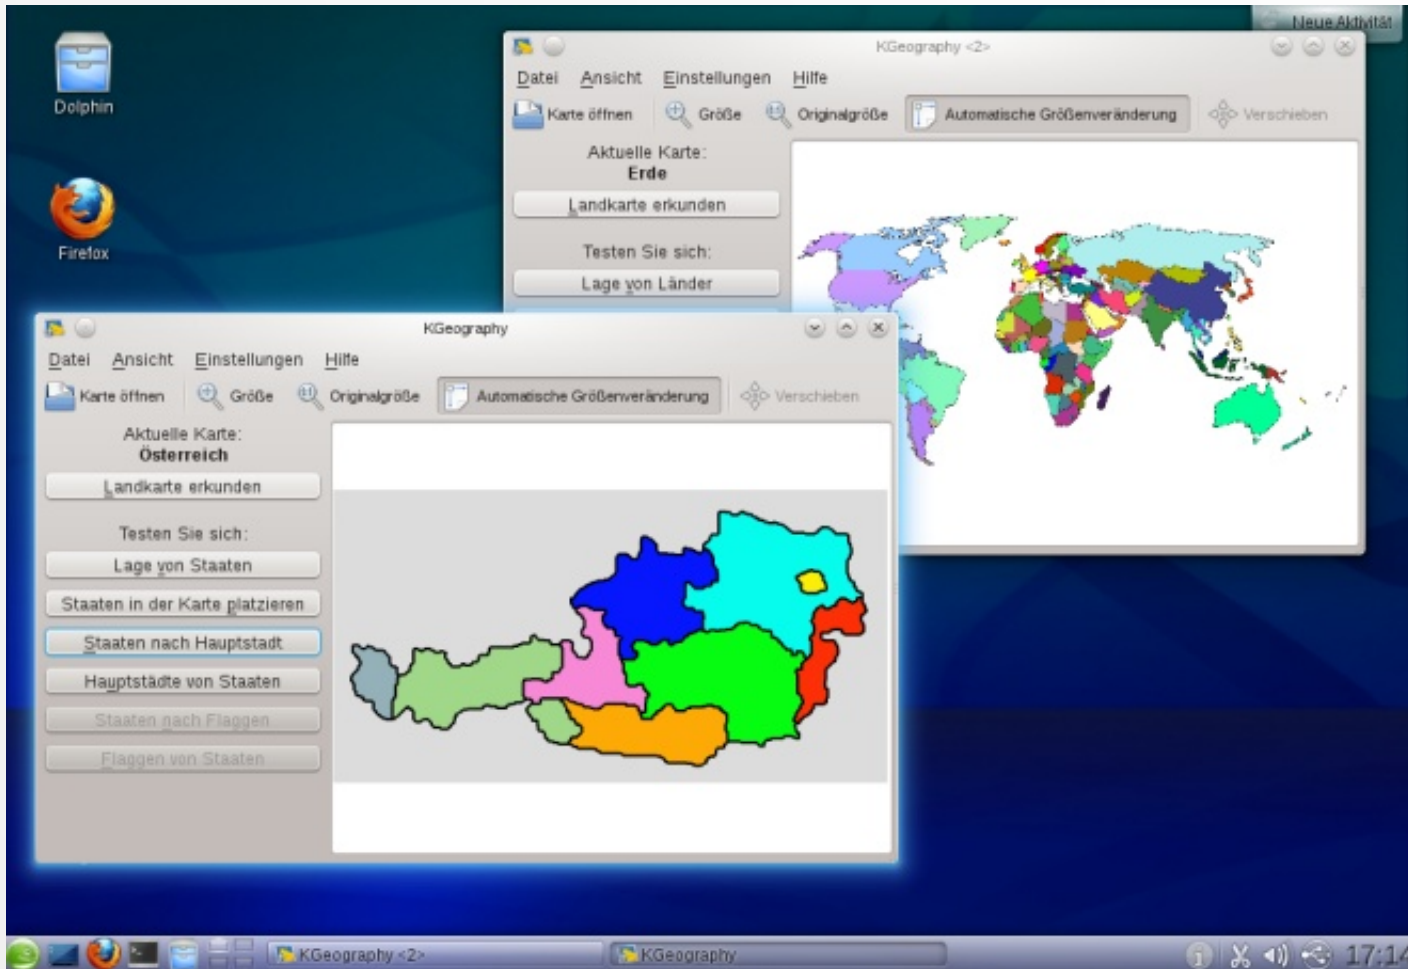 Neue Aktivität
Dolphin
Firefox
KGeography <2>
Datei Ansicht Einstellungen Hilfe
Karte öffnen Größe Originalgröße Automatische Größenveränderung Verschieben
Aktuelle Karte:
Erde
Landkarte erkunden
Testen Sie sich:
Lage von Länder
KGeography
Datei Ansicht Einstellungen Hilfe
Karte öffnen Größe Originalgröße Automatische Größenveränderung Verschieben
Aktuelle Karte:
Österreich
Landkarte erkunden
Testen Sie sich:
Lage von Staaten
Staaten in der Karte platzieren
Staaten nach Hauptstadt
Hauptstädte von Staaten
Staaten nach Flaggen
Flaggen von Staaten
KGeography <2> KGeography 17:14